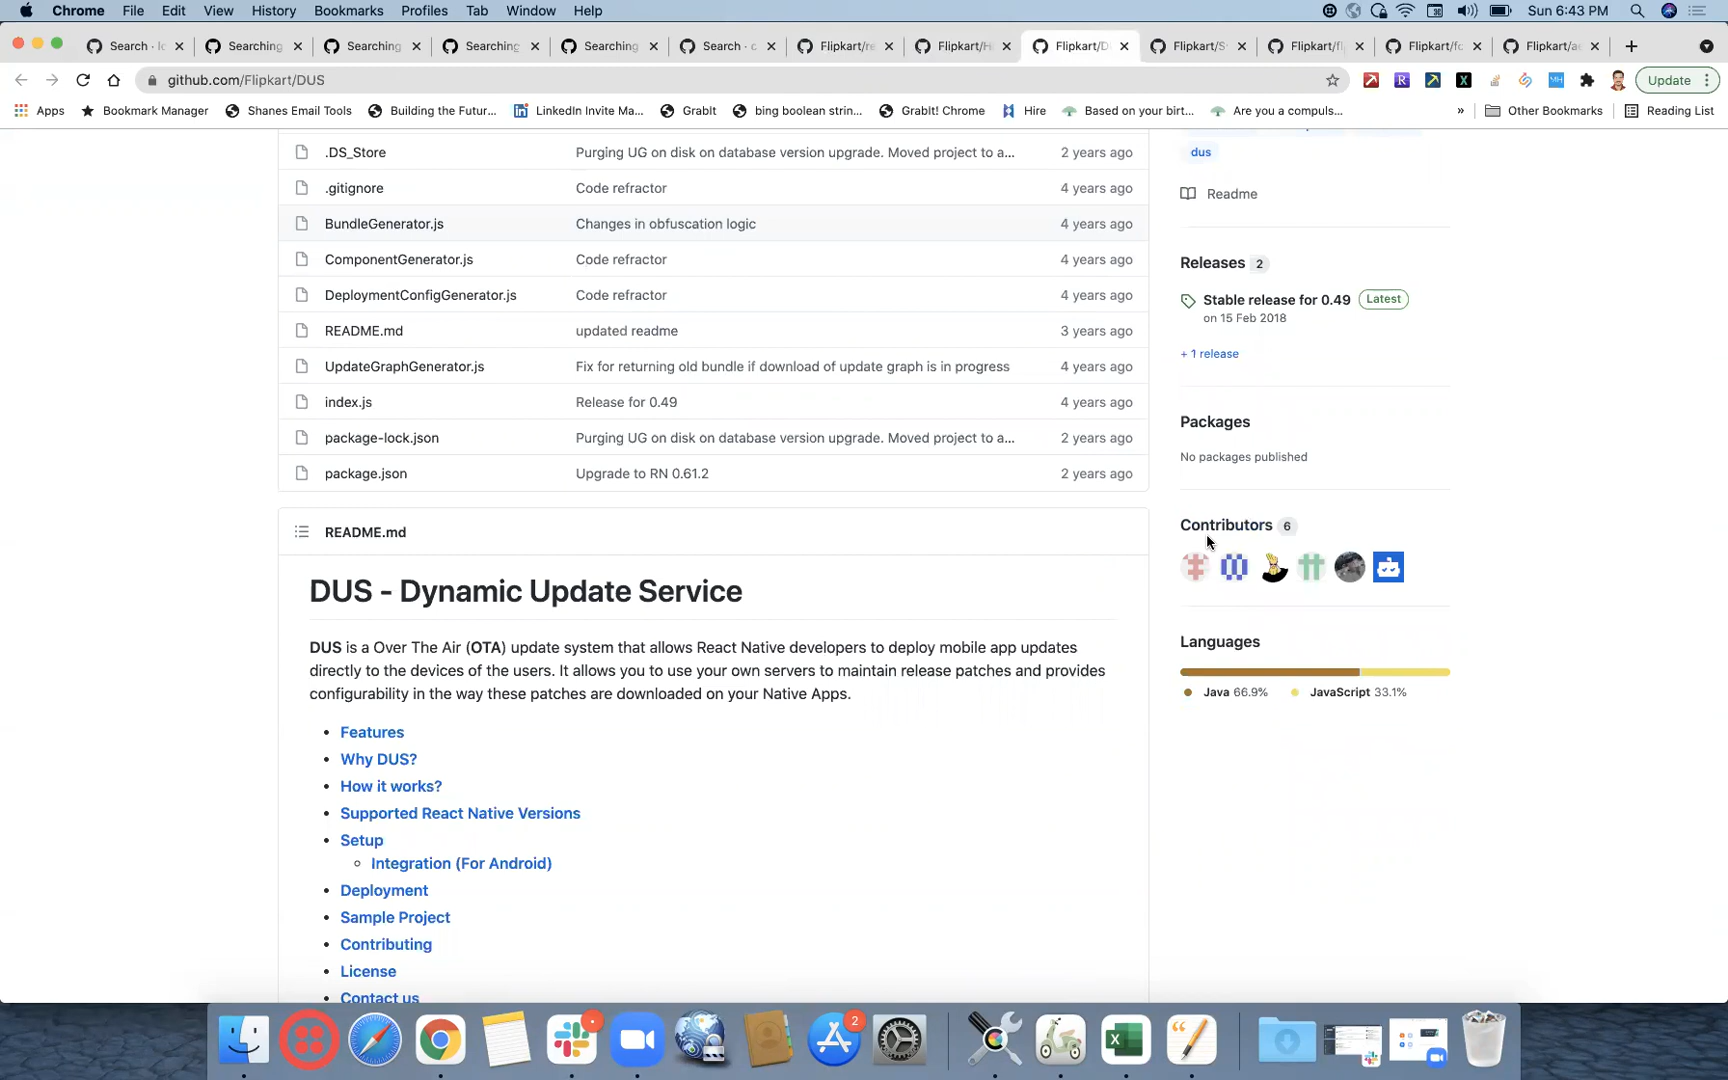 Chrome File Edit View History Bookmarks Profiles Tab Window Help Sun 6:43 PM
Search · lo Searching Searching Searching Searching Search · c Flipkart/re Flipkart/H Flipkart/D Flipkart/S Flipkart/fl Flipkart/fo Flipkart/a
github.com/Flipkart/DUS Update
Apps Bookmark Manager Shanes Email Tools Building the Futur... LinkedIn Invite Ma... GrabIt bing boolean strin... GrabIt! Chrome Hire Based on your birt... Are you a compuls... » Other Bookmarks Reading List
.DS_Store Purging UG on disk on database version upgrade. Moved project to a... 2 years ago
.gitignore Code refractor 4 years ago
BundleGenerator.js Changes in obfuscation logic 4 years ago
ComponentGenerator.js Code refractor 4 years ago
DeploymentConfigGenerator.js Code refractor 4 years ago
README.md updated readme 3 years ago
UpdateGraphGenerator.js Fix for returning old bundle if download of update graph is in progress 4 years ago
index.js Release for 0.49 4 years ago
package-lock.json Purging UG on disk on database version upgrade. Moved project to a... 2 years ago
package.json Upgrade to RN 0.61.2 2 years ago
README.md
DUS - Dynamic Update Service
DUS is a Over The Air (OTA) update system that allows React Native developers to deploy mobile app updates
directly to the devices of the users. It allows you to use your own servers to maintain release patches and provides
configurability in the way these patches are downloaded on your Native Apps.
• Features
• Why DUS?
• How it works?
• Supported React Native Versions
• Setup
◦ Integration (For Android)
• Deployment
• Sample Project
• Contributing
• License
• Contact us
dus
Readme
Releases 2
Stable release for 0.49 Latest
on 15 Feb 2018
+ 1 release
Packages
No packages published
Contributors 6
Languages
Java 66.9% JavaScript 33.1%
2